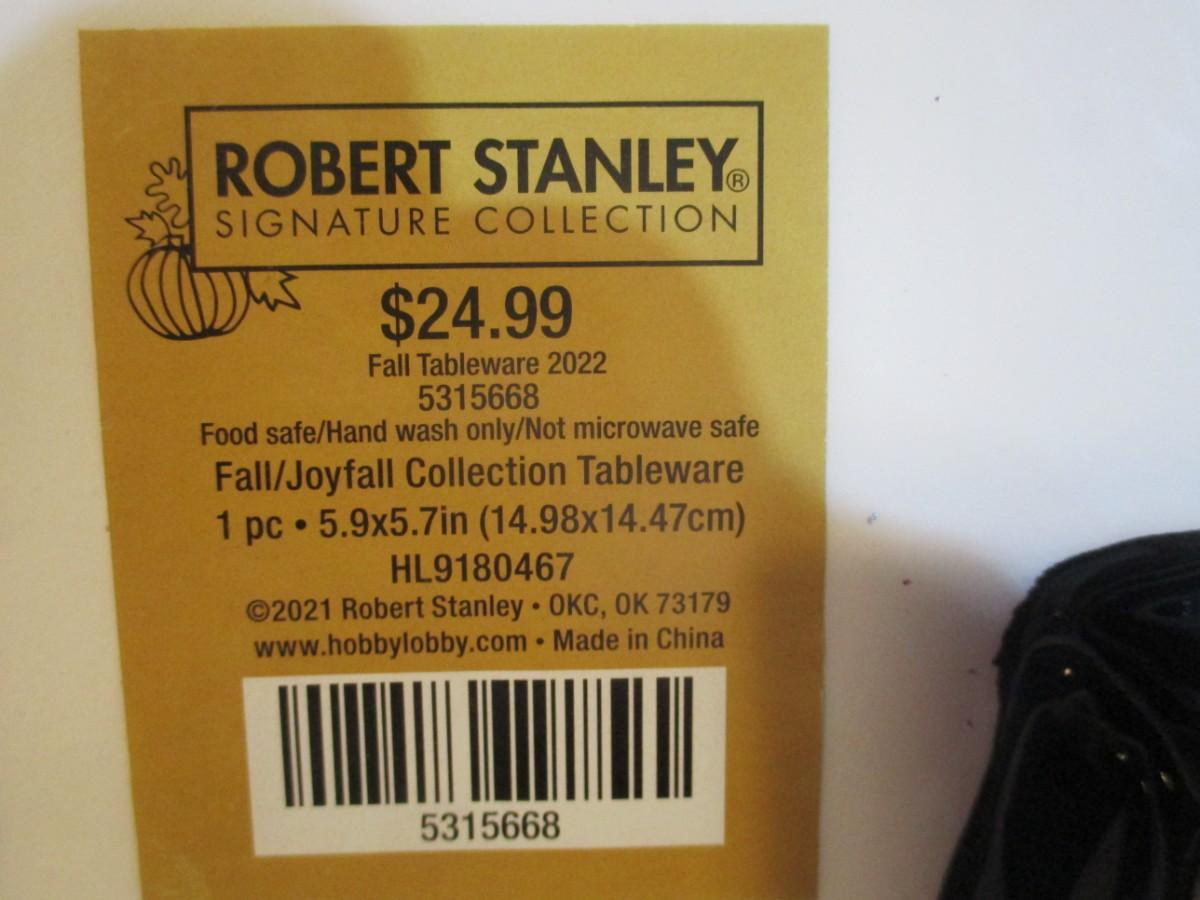 ROBERT STANLEY®
SIGNATURE COLLECTION
$24.99
Fall Tableware 2022
5315668
Food safe/Hand wash only/Not microwave safe
Fall/Joyfall Collection Tableware
1 pc • 5.9x5.7in (14.98x14.47cm)
HL9180467
©2021 Robert Stanley • OKC, OK 73179
www.hobbylobby.com • Made in China
5315668